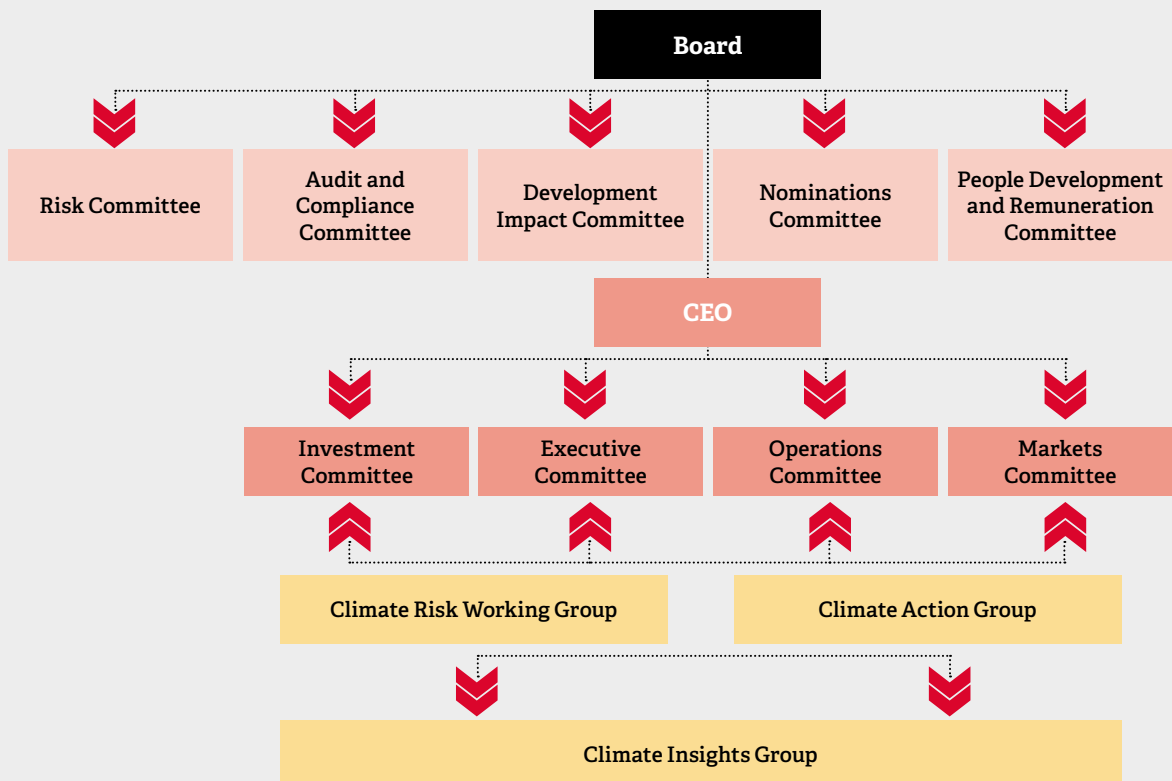 Board
Risk Committee
Audit and
Compliance
Committee
Development
Impact Committee
Nominations
Committee
People Development
and Remuneration
Committee
CEO
Investment
Committee
Executive
Committee
Operations
Committee
Markets
Committee
Climate Risk Working Group
Climate Action Group
Climate Insights Group